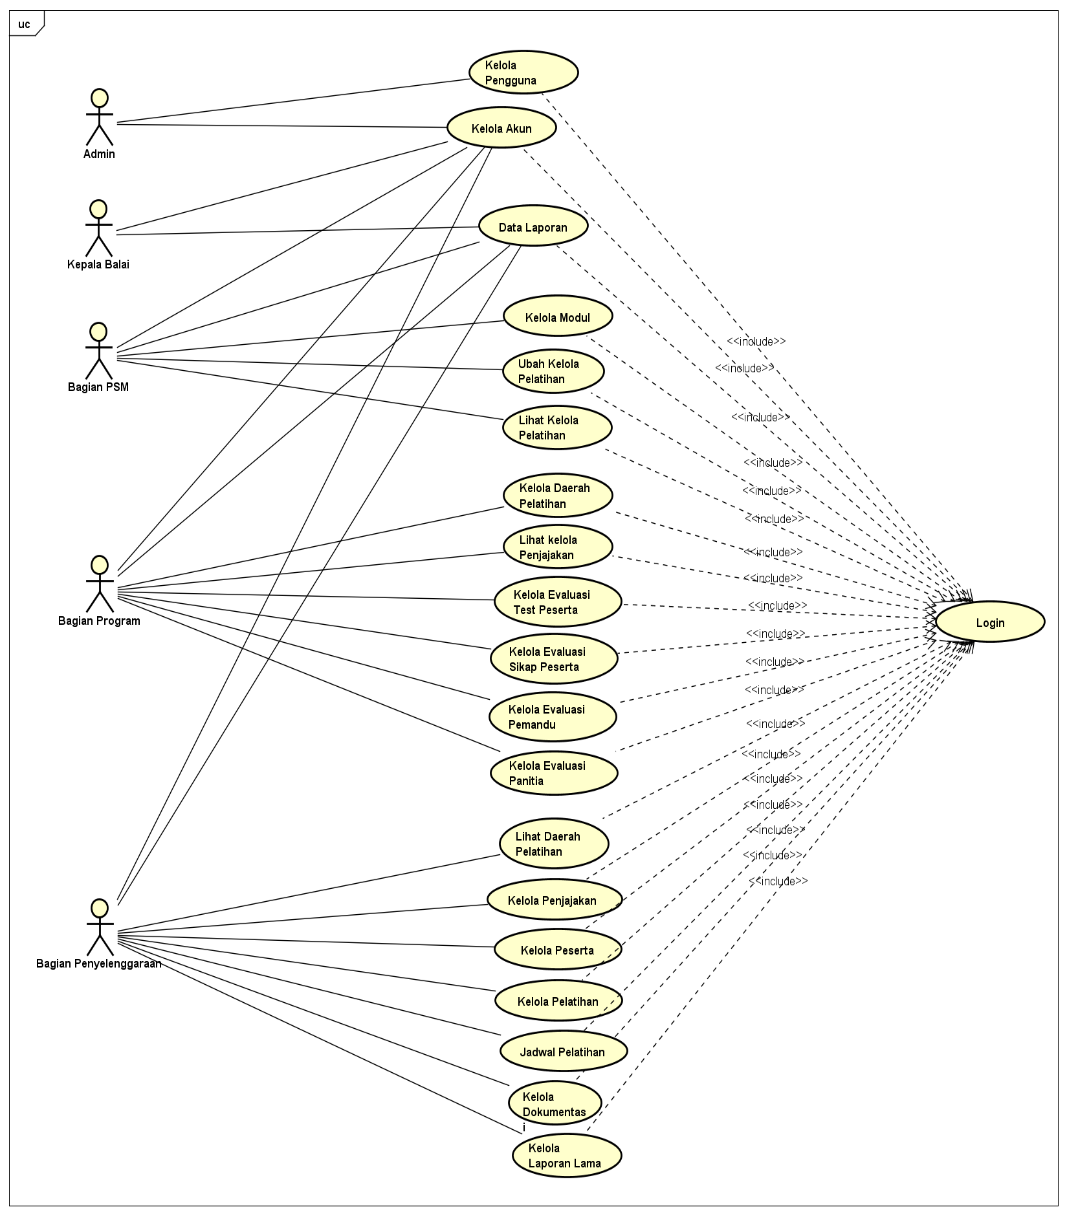 uc
Kelola
Pengguna
Admin
Kelola Akun
Kepala Balai
Data Laporan
Bagian PSM
Kelola Modul
<<include>>
Ubah Kelola
Pelatihan
<<include>>
Lihat Kelola
Pelatihan
<<include>>
<<include>>
Kelola Daerah
Pelatihan
<<include>>
<<include>>
Lihat kelola
Penjajakan
<<include>>
<<include>>
Kelola Evaluasi
Test Peserta
<<include>>
Bagian Program
Login
<<include>>
Kelola Evaluasi
Sikap Peserta
<<include>>
<<include>>
Kelola Evaluasi
Pemandu
<<include>>
Kelola Evaluasi
Panitia
<<include>>
<<include>>
<<include>>
Lihat Daerah
Pelatihan
<<include>>
<<include>>
<<include>>
Kelola Penjajakan
Bagian Penyelenggaraan
Kelola Peserta
Kelola Pelatihan
Jadwal Pelatihan
Kelola
Dokumentas
i
Kelola
Laporan Lama